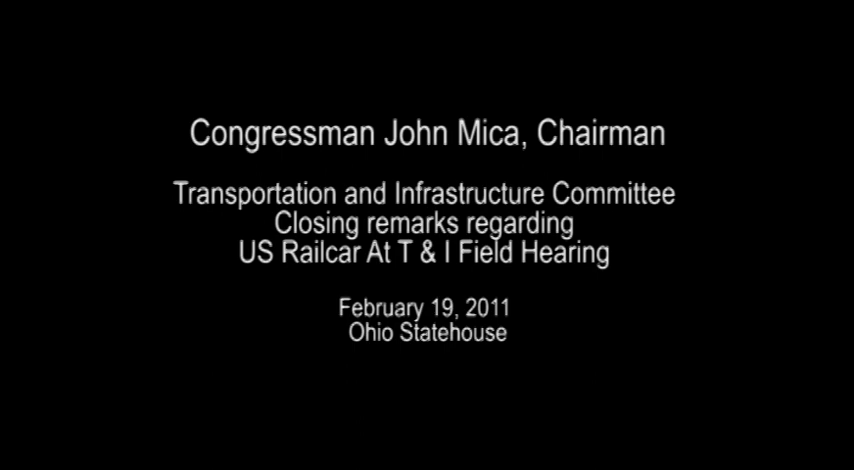 Congressman John Mica, Chairman
Transportation and Infrastructure Committee
Closing remarks regarding
US Railcar At T & I Field Hearing
February 19, 2011
Ohio Statehouse